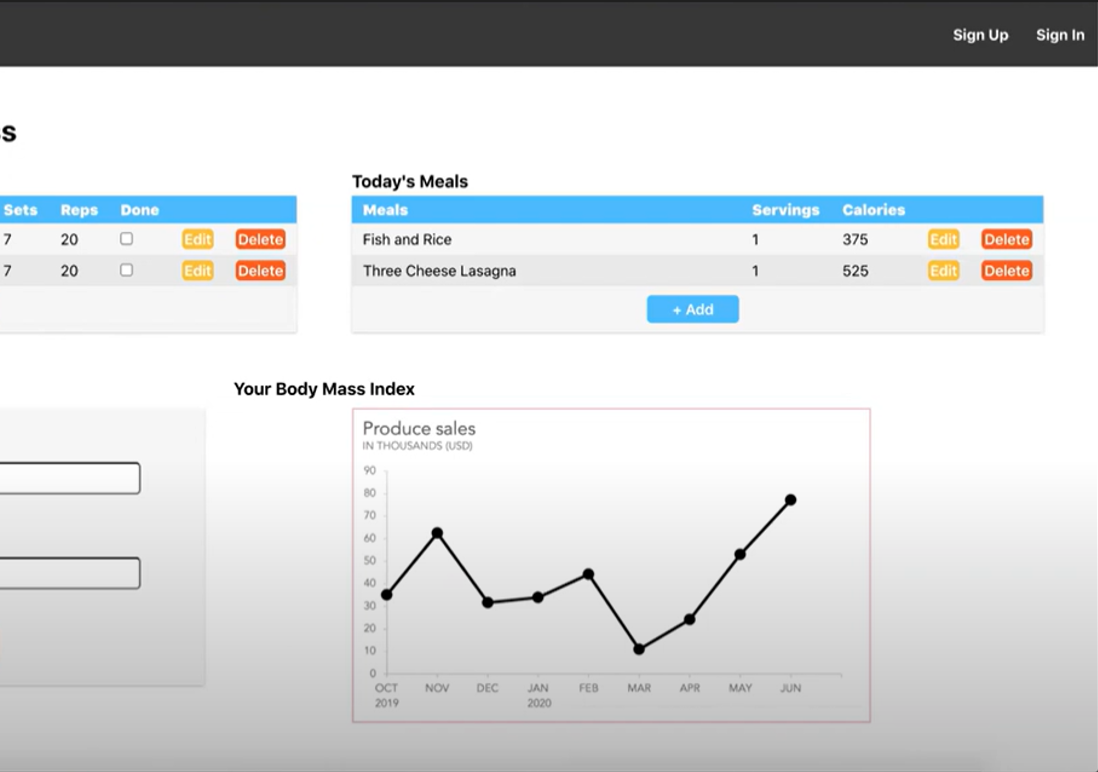 Sign Up Sign In
Today's Meals
Sets Reps Done
7 20 Edit Delete
7 20 Edit Delete
Meals Servings Calories
Fish and Rice 1 375 Edit Delete
Three Cheese Lasagna 1 525 Edit Delete
+ Add
Your Body Mass Index
Produce sales
IN THOUSANDS (USD)
90
80
70
60
50
40
30
20
10
0
OCT NOV DEC JAN FEB MAR APR MAY JUN
2019 2020